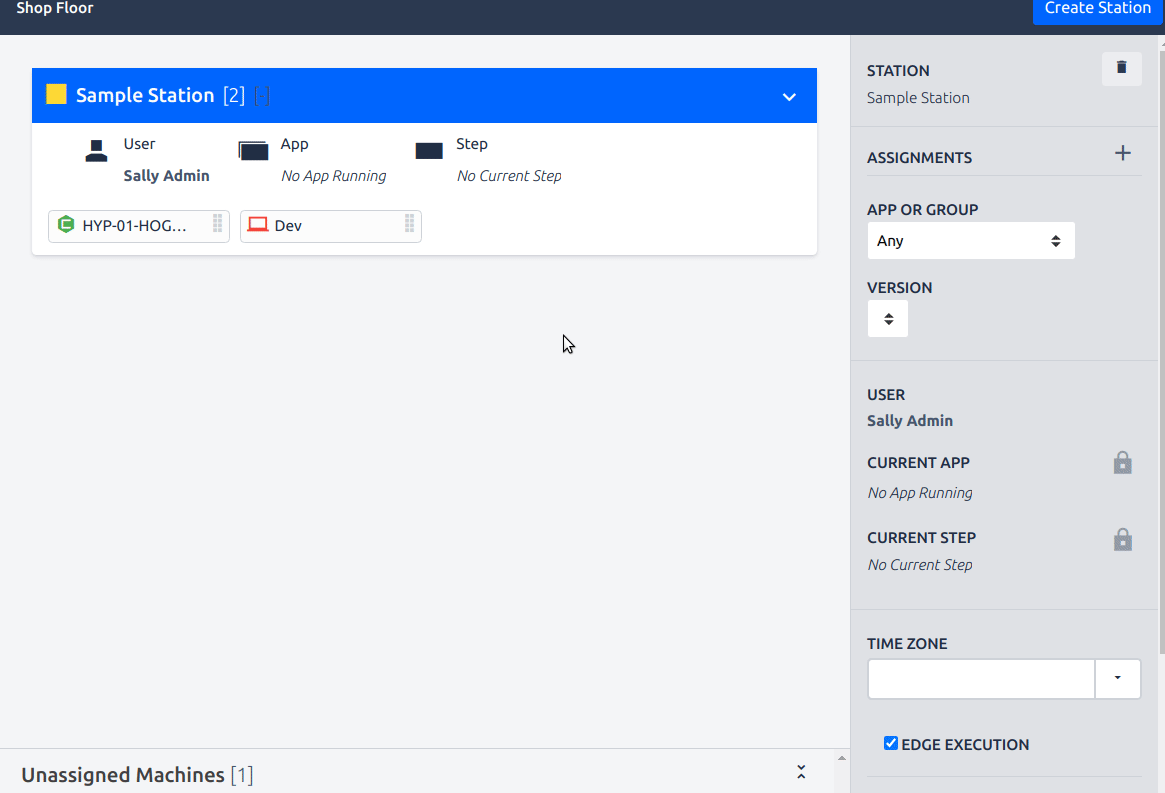 Shop Floor
Create Station
Sample Station [2] [-]
User
Sally Admin
App
No App Running
Step
No Current Step
HYP-01-HOG...
Dev
Unassigned Machines [1]
STATION
Sample Station
ASSIGNMENTS
APP OR GROUP
Any
VERSION
USER
Sally Admin
CURRENT APP
No App Running
CURRENT STEP
No Current Step
TIME ZONE
EDGE EXECUTION